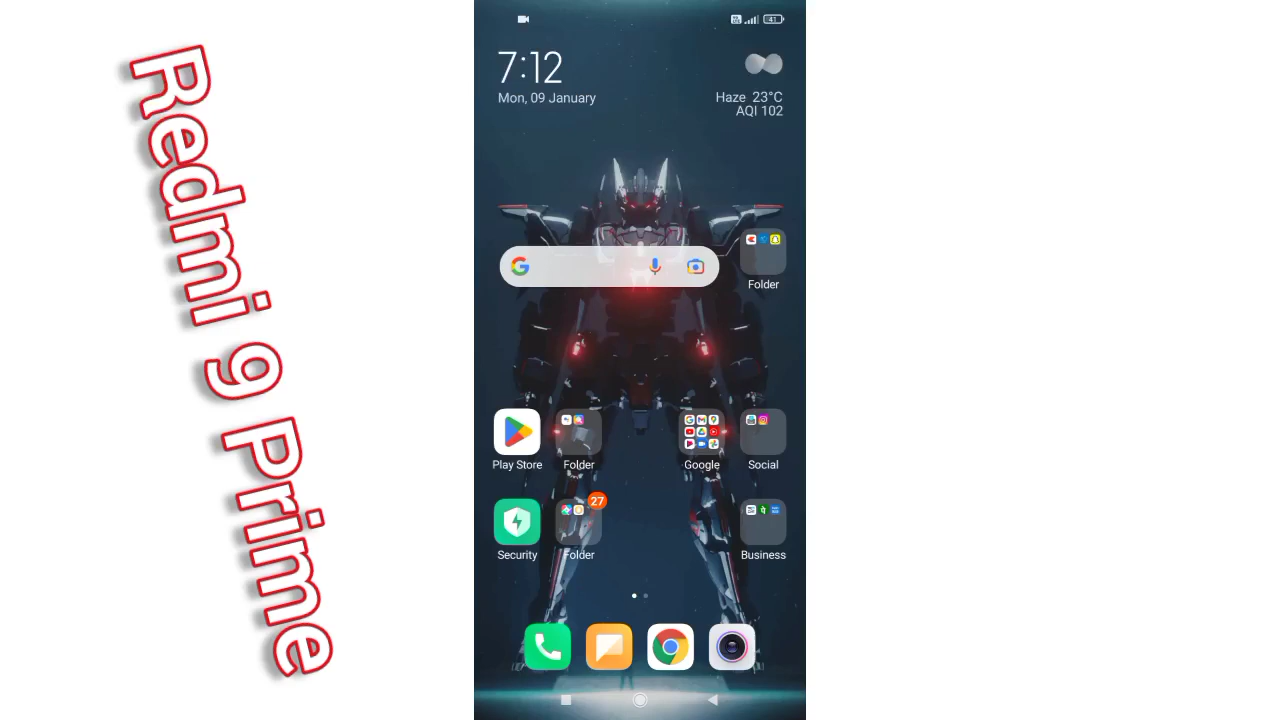 Redmi 9 Prime
41
7:12
Mon, 09 January
Haze 23°C
AQI 102
Folder
Play Store
Folder
Google
Social
27
Security
Folder
Business